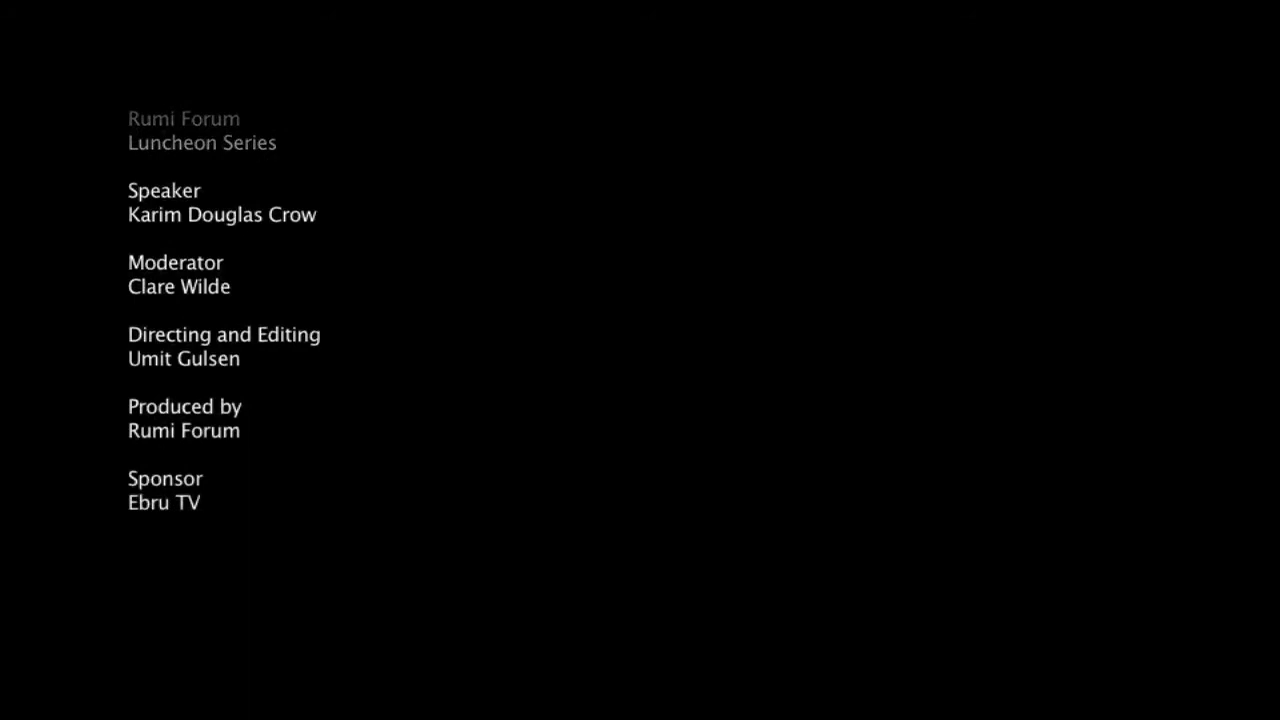 Rumi Forum
Luncheon Series
Speaker
Karim Douglas Crow
Moderator
Clare Wilde
Directing and Editing
Umit Gulsen
Produced by
Rumi Forum
Sponsor
Ebru TV